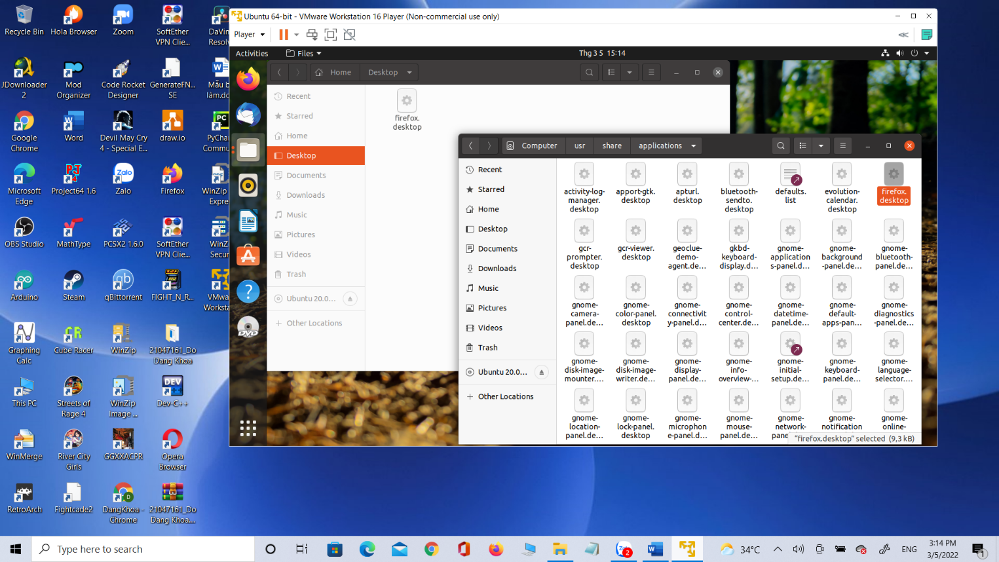 Recycle Bin
Hola Browser
Zoom
SoftEther
VPN Clie...
DaVin
Resolv
JDownloader
2
Mod
Organizer
Code Rocket
Designer
GenerateFN...
SE
Mẫu b
làm.do
Google
Chrome
Word
Devil May Cry
4 - Special E...
draw.io
PyChar
Commu
Microsoft
Edge
Project64 1.6
Zalo
Firefox
WinZip
Expre
OBS Studio
MathType
PCSX2 1.6.0
SoftEther
VPN Clie...
WinZi
Secur
Arduino
Steam
qBittorrent
FIGHT_N_R...
VMwa
Workst
Graphing
Calc
Cube Racer
WinZip
21047161_Do
Dang Khoa
This PC
Streets of
Rage 4
WinZip
Image ...
Dev-C++
WinMerge
River City
Girls
GGXXACPR
Opera
Browser
RetroArch
Fightcade2
DangKhoa -
Chrome
21047161_Do
Dang Khoa....
Ubuntu 64-bit - VMware Workstation 16 Player (Non-commercial use only)
Player
Activities
Files
Thg 3 5 15:14
Home
Desktop
Recent
Starred
Home
Desktop
Documents
Downloads
Music
Pictures
Videos
Trash
Ubuntu 20.0...
Other Locations
firefox.
desktop
Computer
usr
share
applications
Recent
Starred
Home
Desktop
Documents
Downloads
Music
Pictures
Videos
Trash
Ubuntu 20.0...
Other Locations
activity-log-
manager.
desktop
apport-gtk.
desktop
apturl.
desktop
bluetooth-
sendto.
desktop
defaults.
list
evolution-
calendar.
desktop
firefox.
desktop
gcr-
prompter.
desktop
gcr-viewer.
desktop
geoclue-
demo-
agent.de...
gkbd-
keyboard-
display.d...
gnome-
application
s-panel.de...
gnome-
background
-panel.de...
gnome-
bluetooth-
panel.de...
gnome-
camera-
panel.de...
gnome-
color-panel.
desktop
gnome-
connectivit
y-panel.d...
gnome-
control-
center.de...
gnome-
datetime-
panel.de...
gnome-
default-
apps-pan...
gnome-
diagnostics
-panel.de...
gnome-
disk-image-
mounter....
gnome-
disk-image-
writer.de...
gnome-
display-
panel.de...
gnome-
info-
overview-...
gnome-
initial-
setup.de...
gnome-
keyboard-
panel.de...
gnome-
language-
selector....
gnome-
location-
panel.de...
gnome-
lock-panel.
desktop
gnome-
microphon
e-panel.d...
gnome-
mouse-
panel.de...
gnome-
network-
pane
gnome-
notification
gnome-
online-
"firefox.desktop" selected (9,3 kB)
DVD
Type here to search
2
34°C
ENG
3:14 PM
3/5/2022
1